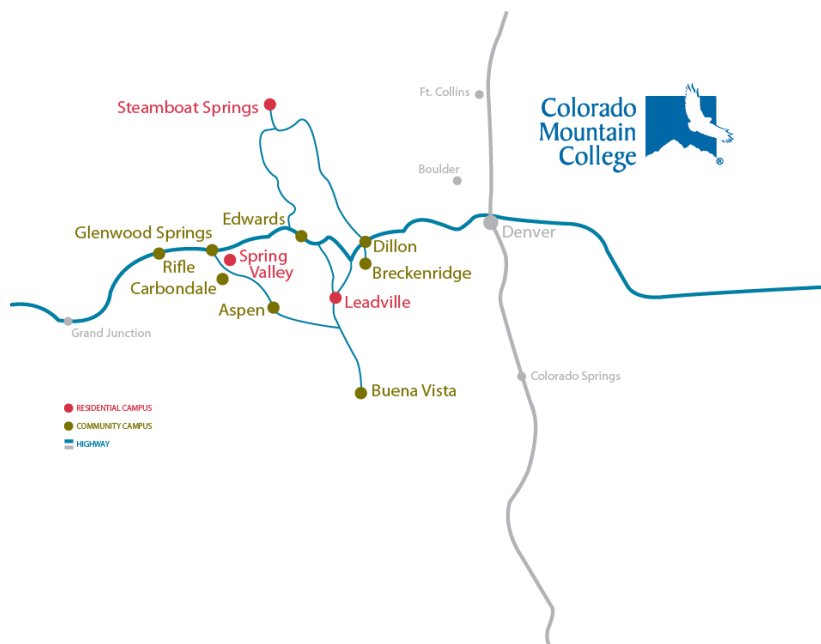 Steamboat Springs
Ft. Collins
Colorado
Mountain
College
®
Boulder
Glenwood Springs
Edwards
Denver
Dillon
Rifle
Spring
Valley
Breckenridge
Carbondale
Aspen
Leadville
Grand Junction
Colorado Springs
Buena Vista
RESIDENTIAL CAMPUS
COMMUNITY CAMPUS
HIGHWAY